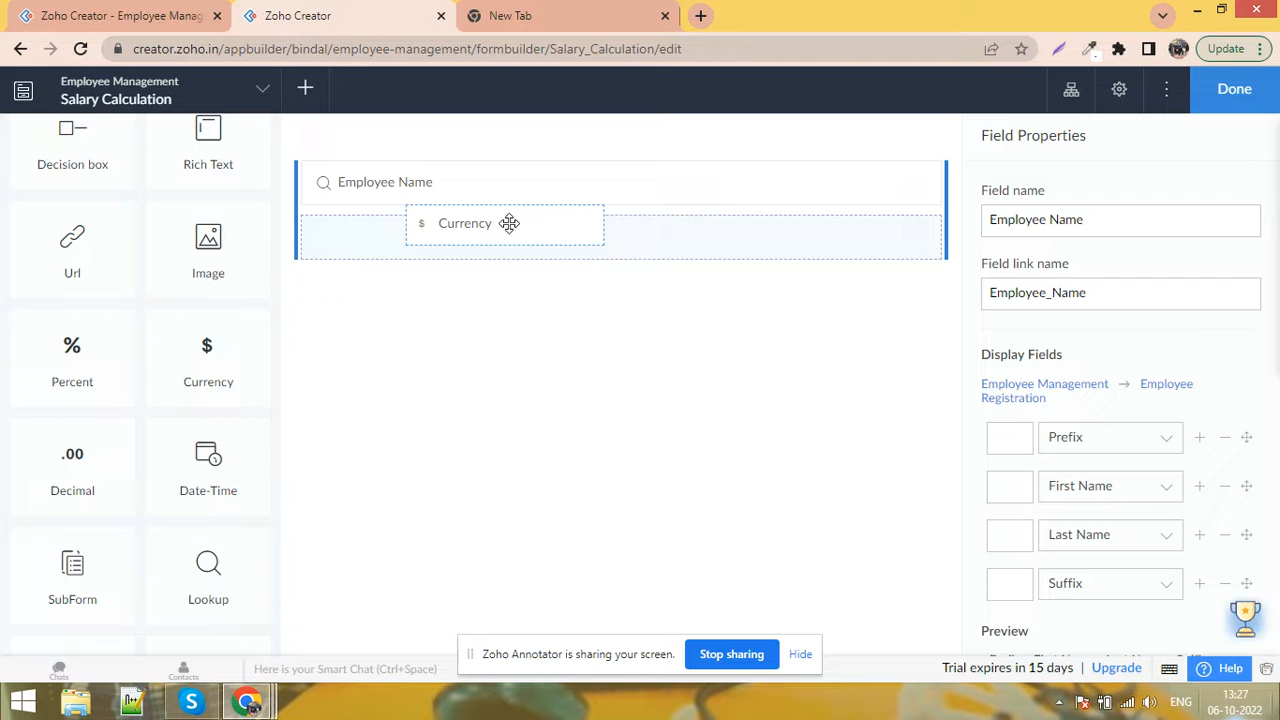 Zoho Creator - Employee Manag
Zoho Creator
New Tab
creator.zoho.in/appbuilder/bindal/employee-management/formbuilder/Salary_Calculation/edit
Update
Employee Management
Salary Calculation
Done
Decision box
Rich Text
Url
Image
%
Percent
$
Currency
.00
Decimal
Date-Time
SubForm
Lookup
Employee Name
$ Currency
Field Properties
Field name
Employee Name
Field link name
Employee_Name
Display Fields
Employee Management → Employee
Registration
Prefix
First Name
Last Name
Suffix
Preview
Zoho Annotator is sharing your screen.
Stop sharing
Hide
Chats
Contacts
Here is your Smart Chat (Ctrl+Space)
Trial expires in 15 days
Upgrade
Help
ENG
13:27
06-10-2022